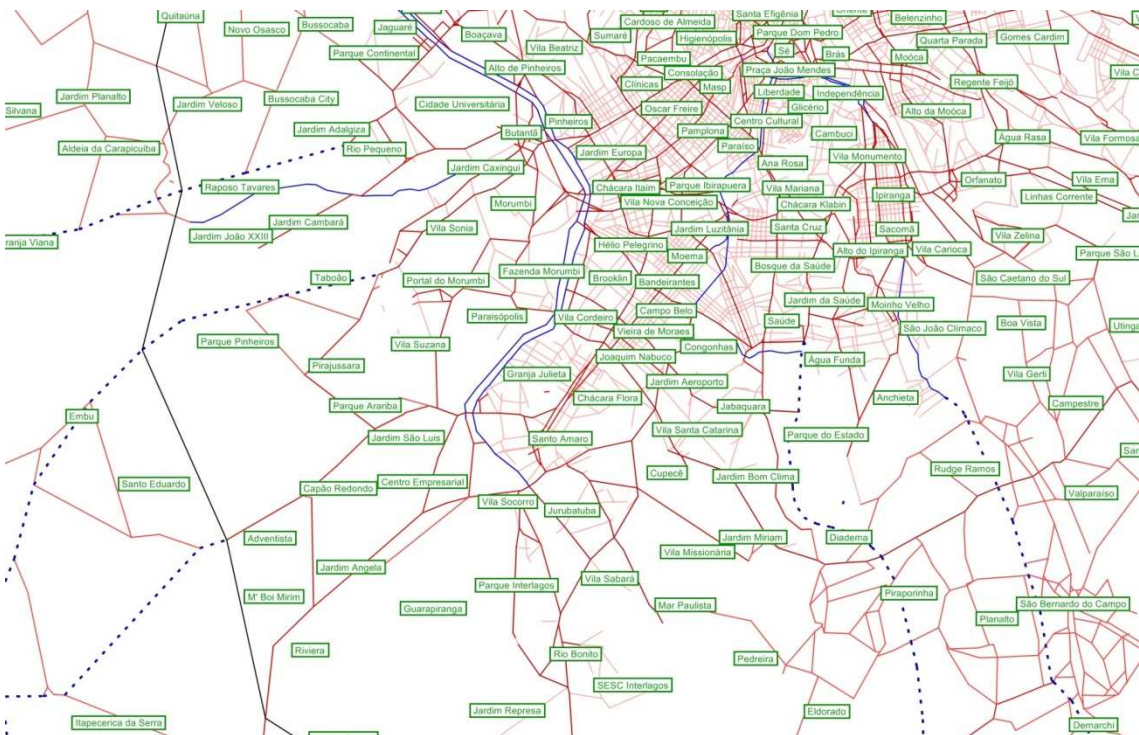 Quitaúna
Bussocaba
Novo Osasco
Jaguaré
Parque Continental
Boaçava
Vila Beatriz
Sumaré
Cardoso de Almeida
Higienópolis
Santa Efigênia
Parque Dom Pedro
Belenzinho
Quarta Parada
Gomes Cardim
Sé
Brás
Moóca
Pacaembu
Consolação
Praça João Mendes
Alto de Pinheiros
Clínicas
Masp
Liberdade
Independência
Regente Feijó
Silvana
Jardim Planalto
Jardim Veloso
Bussocaba City
Cidade Universitária
Oscar Freire
Glicério
Alto da Moóca
Pinheiros
Centro Cultural
Jardim Adalgiza
Butantã
Pamplona
Cambuci
Água Rasa
Vila Formosa
Aldeia da Carapicuiba
Rio Pequeno
Jardim Europa
Paraíso
Ana Rosa
Vila Monumento
Jardim Caxingui
Orfanato
Vila Ema
Raposo Tavares
Chácara Itaim
Parque Ibirapuera
Vila Mariana
Ipiranga
Linhas Corrente
Morumbi
Vila Nova Conceição
Chácara Klabin
Jardim Cambará
Vila Sonia
Jardim Luzitânia
Santa Cruz
Sacomã
Jardim João XXIII
Vila Zelina
ranja Viana
Hélio Pelegrino
Moema
Alto do Ipiranga
Vila Carioca
Parque São L
Taboão
Fazenda Morumbi
Brooklin
Bosque da Saúde
Portal do Morumbi
Bandeirantes
São Caetano do Sul
Jardim da Saúde
Moinho Velho
Paraisópolis
Vila Cordeiro
Campo Belo
Saúde
São João Clímaco
Boa Vista
Utinga
Vieira de Moraes
Parque Pinheiros
Vila Suzana
Congonhas
Joaquim Nabuco
Água Funda
Pirajussara
Granja Julieta
Jardim Aeroporto
Vila Gerti
Chácara Flora
Anchieta
Parque Arariba
Jabaquara
Campestre
Embu
Vila Santa Catarina
Parque do Estado
Jardim São Luis
Santo Amaro
Cupecê
Rudge Ramos
Santo Eduardo
Capão Redondo
Centro Empresarial
Jardim Bom Clima
Valparaíso
Vila Socorro
Jurubatuba
Adventista
Jardim Miriam
Diadema
Vila Missionária
Jardim Angela
Parque Interlagos
Vila Sabará
M' Boi Mirim
Guarapiranga
Mar Paulista
Piraporinha
São Bernardo do Campo
Planalto
Riviera
Rio Bonito
Pedreira
SESC Interlagos
Jardim Represa
Eldorado
Itapecerica da Serra
Demarchi